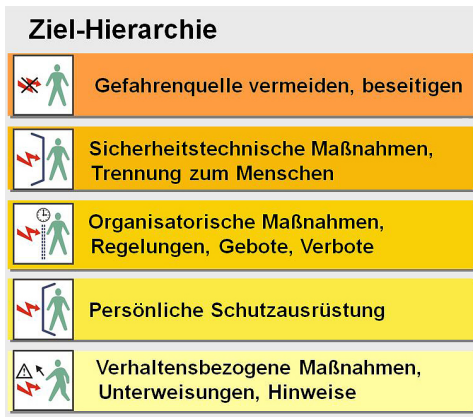 Ziel-Hierarchie
Gefahrenquelle vermeiden, beseitigen
Sicherheitstechnische Maßnahmen,
Trennung zum Menschen
Organisatorische Maßnahmen,
Regelungen, Gebote, Verbote
Persönliche Schutzausrüstung
Verhaltensbezogene Maßnahmen,
Unterweisungen, Hinweise